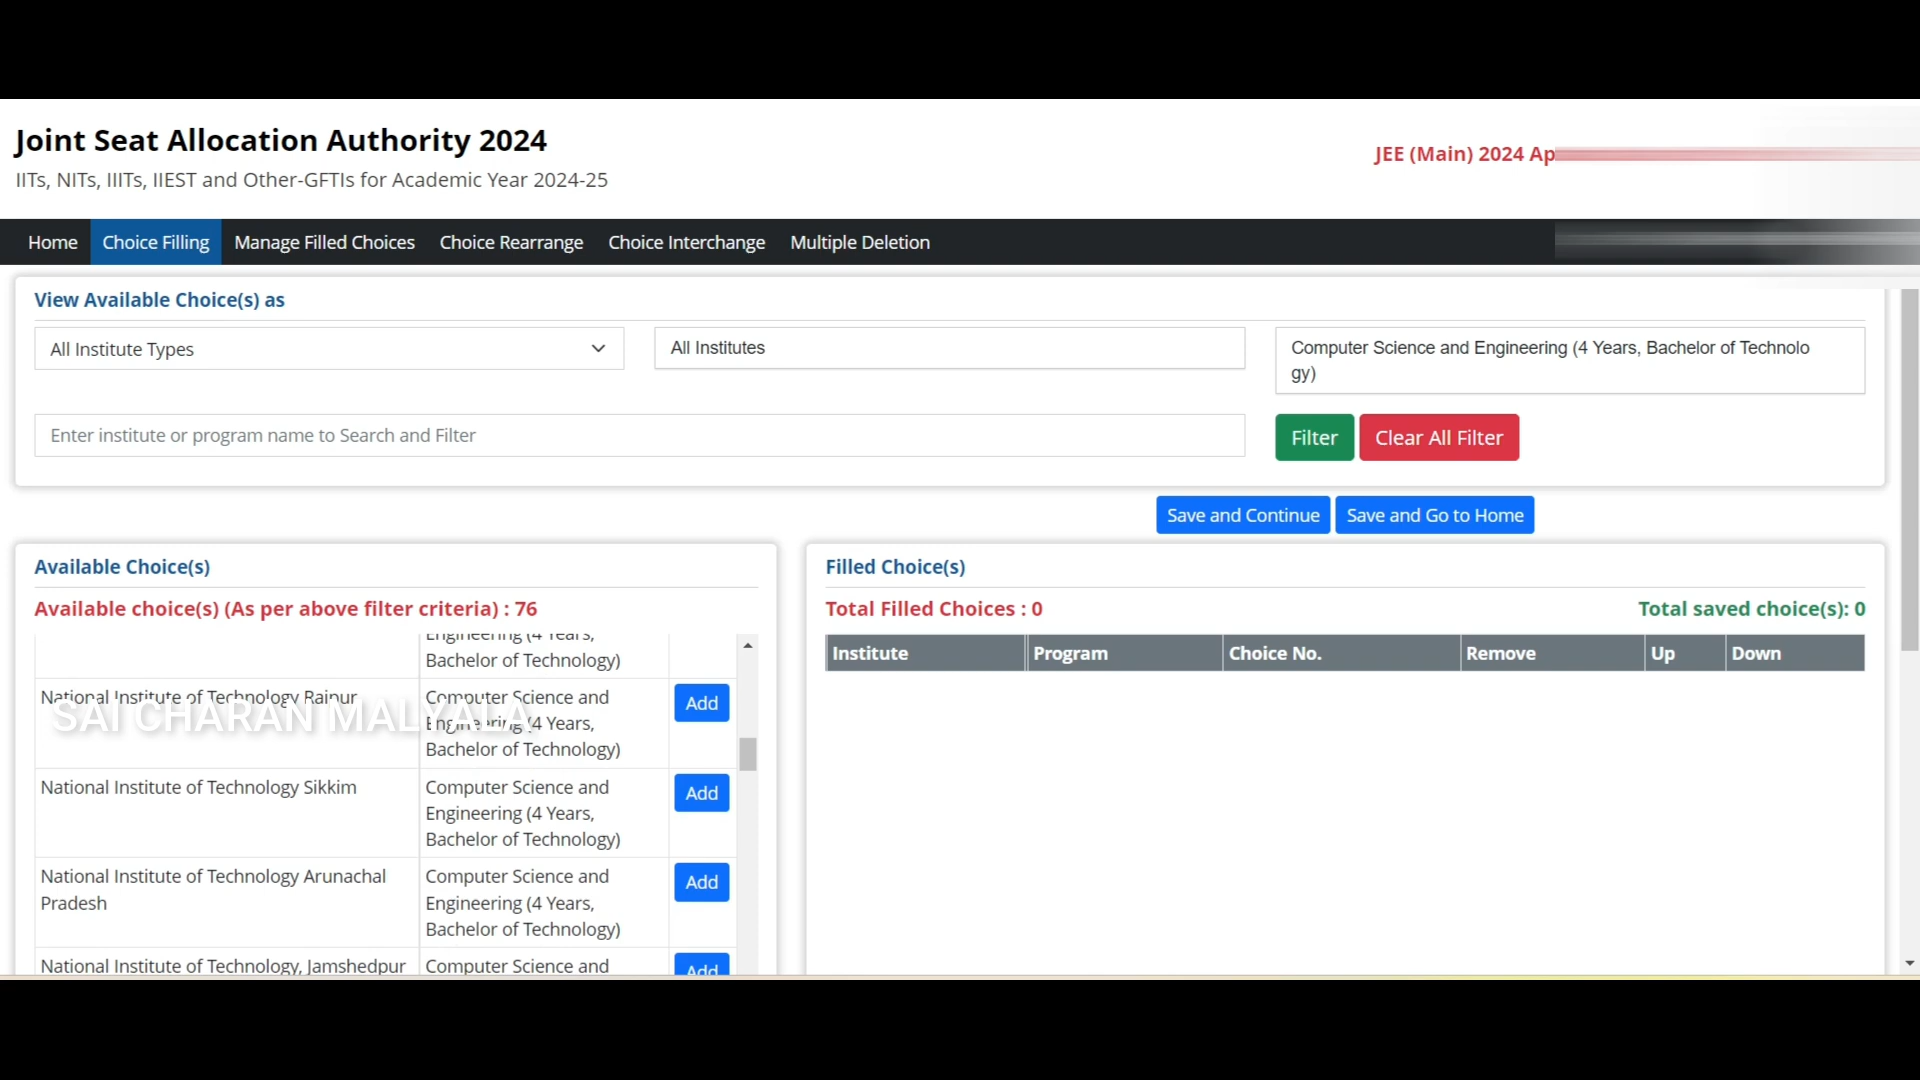 Joint Seat Allocation Authority 2024
IITs, NITs, IIITs, IIEST and Other-GFTIs for Academic Year 2024-25
JEE (Main) 2024 Ap
Home Choice Filling Manage Filled Choices Choice Rearrange Choice Interchange Multiple Deletion
View Available Choice(s) as
All Institute Types
All Institutes
Computer Science and Engineering (4 Years, Bachelor of Technolo
gy)
Enter institute or program name to Search and Filter
Filter Clear All Filter
Save and Continue Save and Go to Home
Available Choice(s)
Available choice(s) (As per above filter criteria) : 76
Engineering (4 Years,
Bachelor of Technology)
National Institute of Technology Raipur
Computer Science and
Engineering (4 Years,
Bachelor of Technology)
Add
SAI CHARAN MALYALA
National Institute of Technology Sikkim
Computer Science and
Engineering (4 Years,
Bachelor of Technology)
Add
National Institute of Technology Arunachal
Pradesh
Computer Science and
Engineering (4 Years,
Bachelor of Technology)
Add
National Institute of Technology, Jamshedpur
Computer Science and
Add
Filled Choice(s)
Total Filled Choices : 0
Total saved choice(s): 0
Institute Program Choice No. Remove Up Down